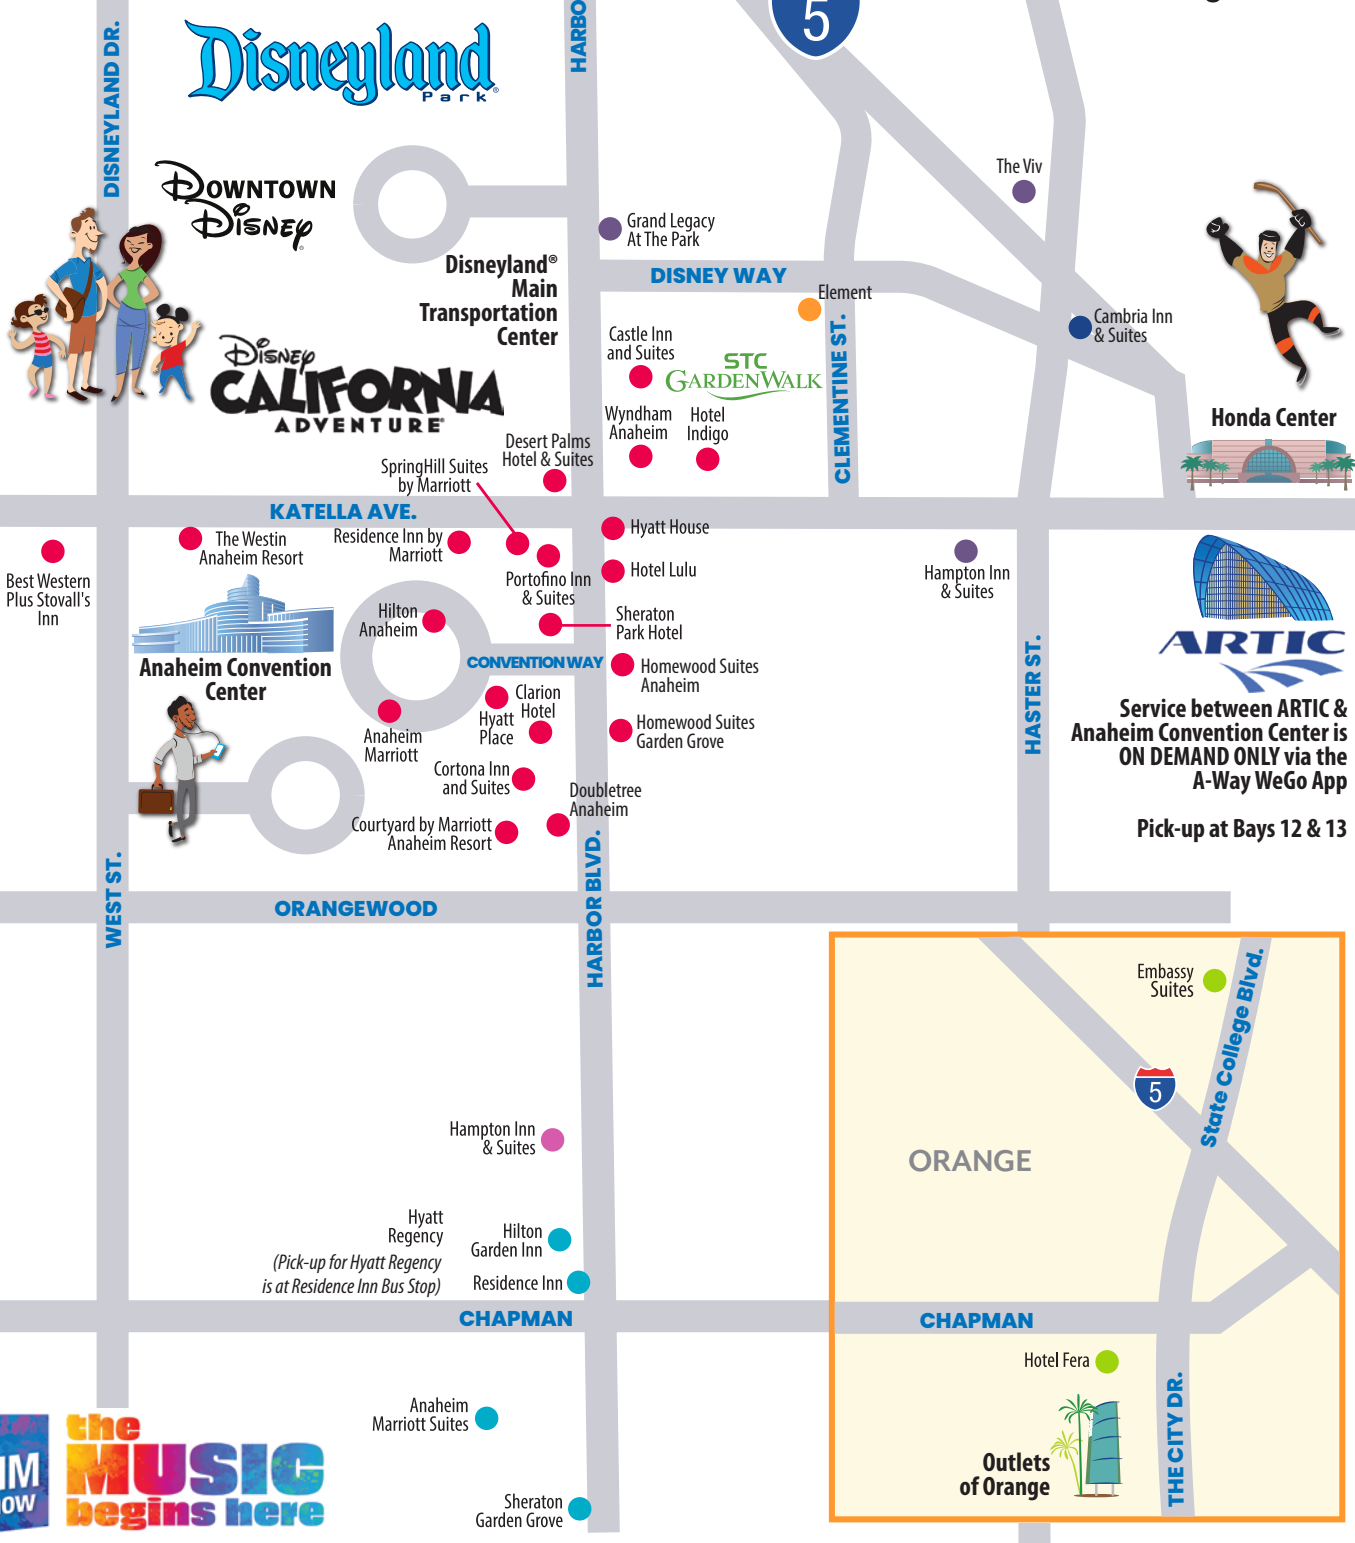 5
HARBO
DISNEYLAND DR.
Disneyland
Park
DOWNTOWN
DISNEY
The Viv
Grand Legacy
At The Park
Disneyland®
Main
Transportation
Center
DISNEY WAY
Element
Cambria Inn
& Suites
CLEMENTINE ST.
Castle Inn
and Suites
STC
GARDENWALK
DISNEY
CALIFORNIA
ADVENTURE
Wyndham
Anaheim
Hotel
Indigo
Honda Center
Desert Palms
Hotel & Suites
SpringHill Suites
by Marriott
KATELLA AVE.
The Westin
Anaheim Resort
Residence Inn by
Marriott
Hyatt House
Best Western
Plus Stovall's
Inn
Portofino Inn
& Suites
Hotel Lulu
Hampton Inn
& Suites
Hilton
Anaheim
Sheraton
Park Hotel
ARTIC
Anaheim Convention
Center
CONVENTION WAY
Homewood Suites
Anaheim
HASTER ST.
Clarion
Hotel
Hyatt
Place
Homewood Suites
Garden Grove
Anaheim
Marriott
Service between ARTIC &
Anaheim Convention Center is
ON DEMAND ONLY via the
A-Way WeGo App
Pick-up at Bays 12 & 13
Cortona Inn
and Suites
Doubletree
Anaheim
Courtyard by Marriott
Anaheim Resort
WEST ST.
HARBOR BLVD.
ORANGEWOOD
Embassy
Suites
State College Blvd.
5
ORANGE
Hampton Inn
& Suites
Hyatt
Regency
(Pick-up for Hyatt Regency
is at Residence Inn Bus Stop)
Hilton
Garden Inn
Residence Inn
CHAPMAN
CHAPMAN
Hotel Fera
THE CITY DR.
Outlets
of Orange
Anaheim
Marriott Suites
Sheraton
Garden Grove
IM
OW
the
MUSIC
begins here